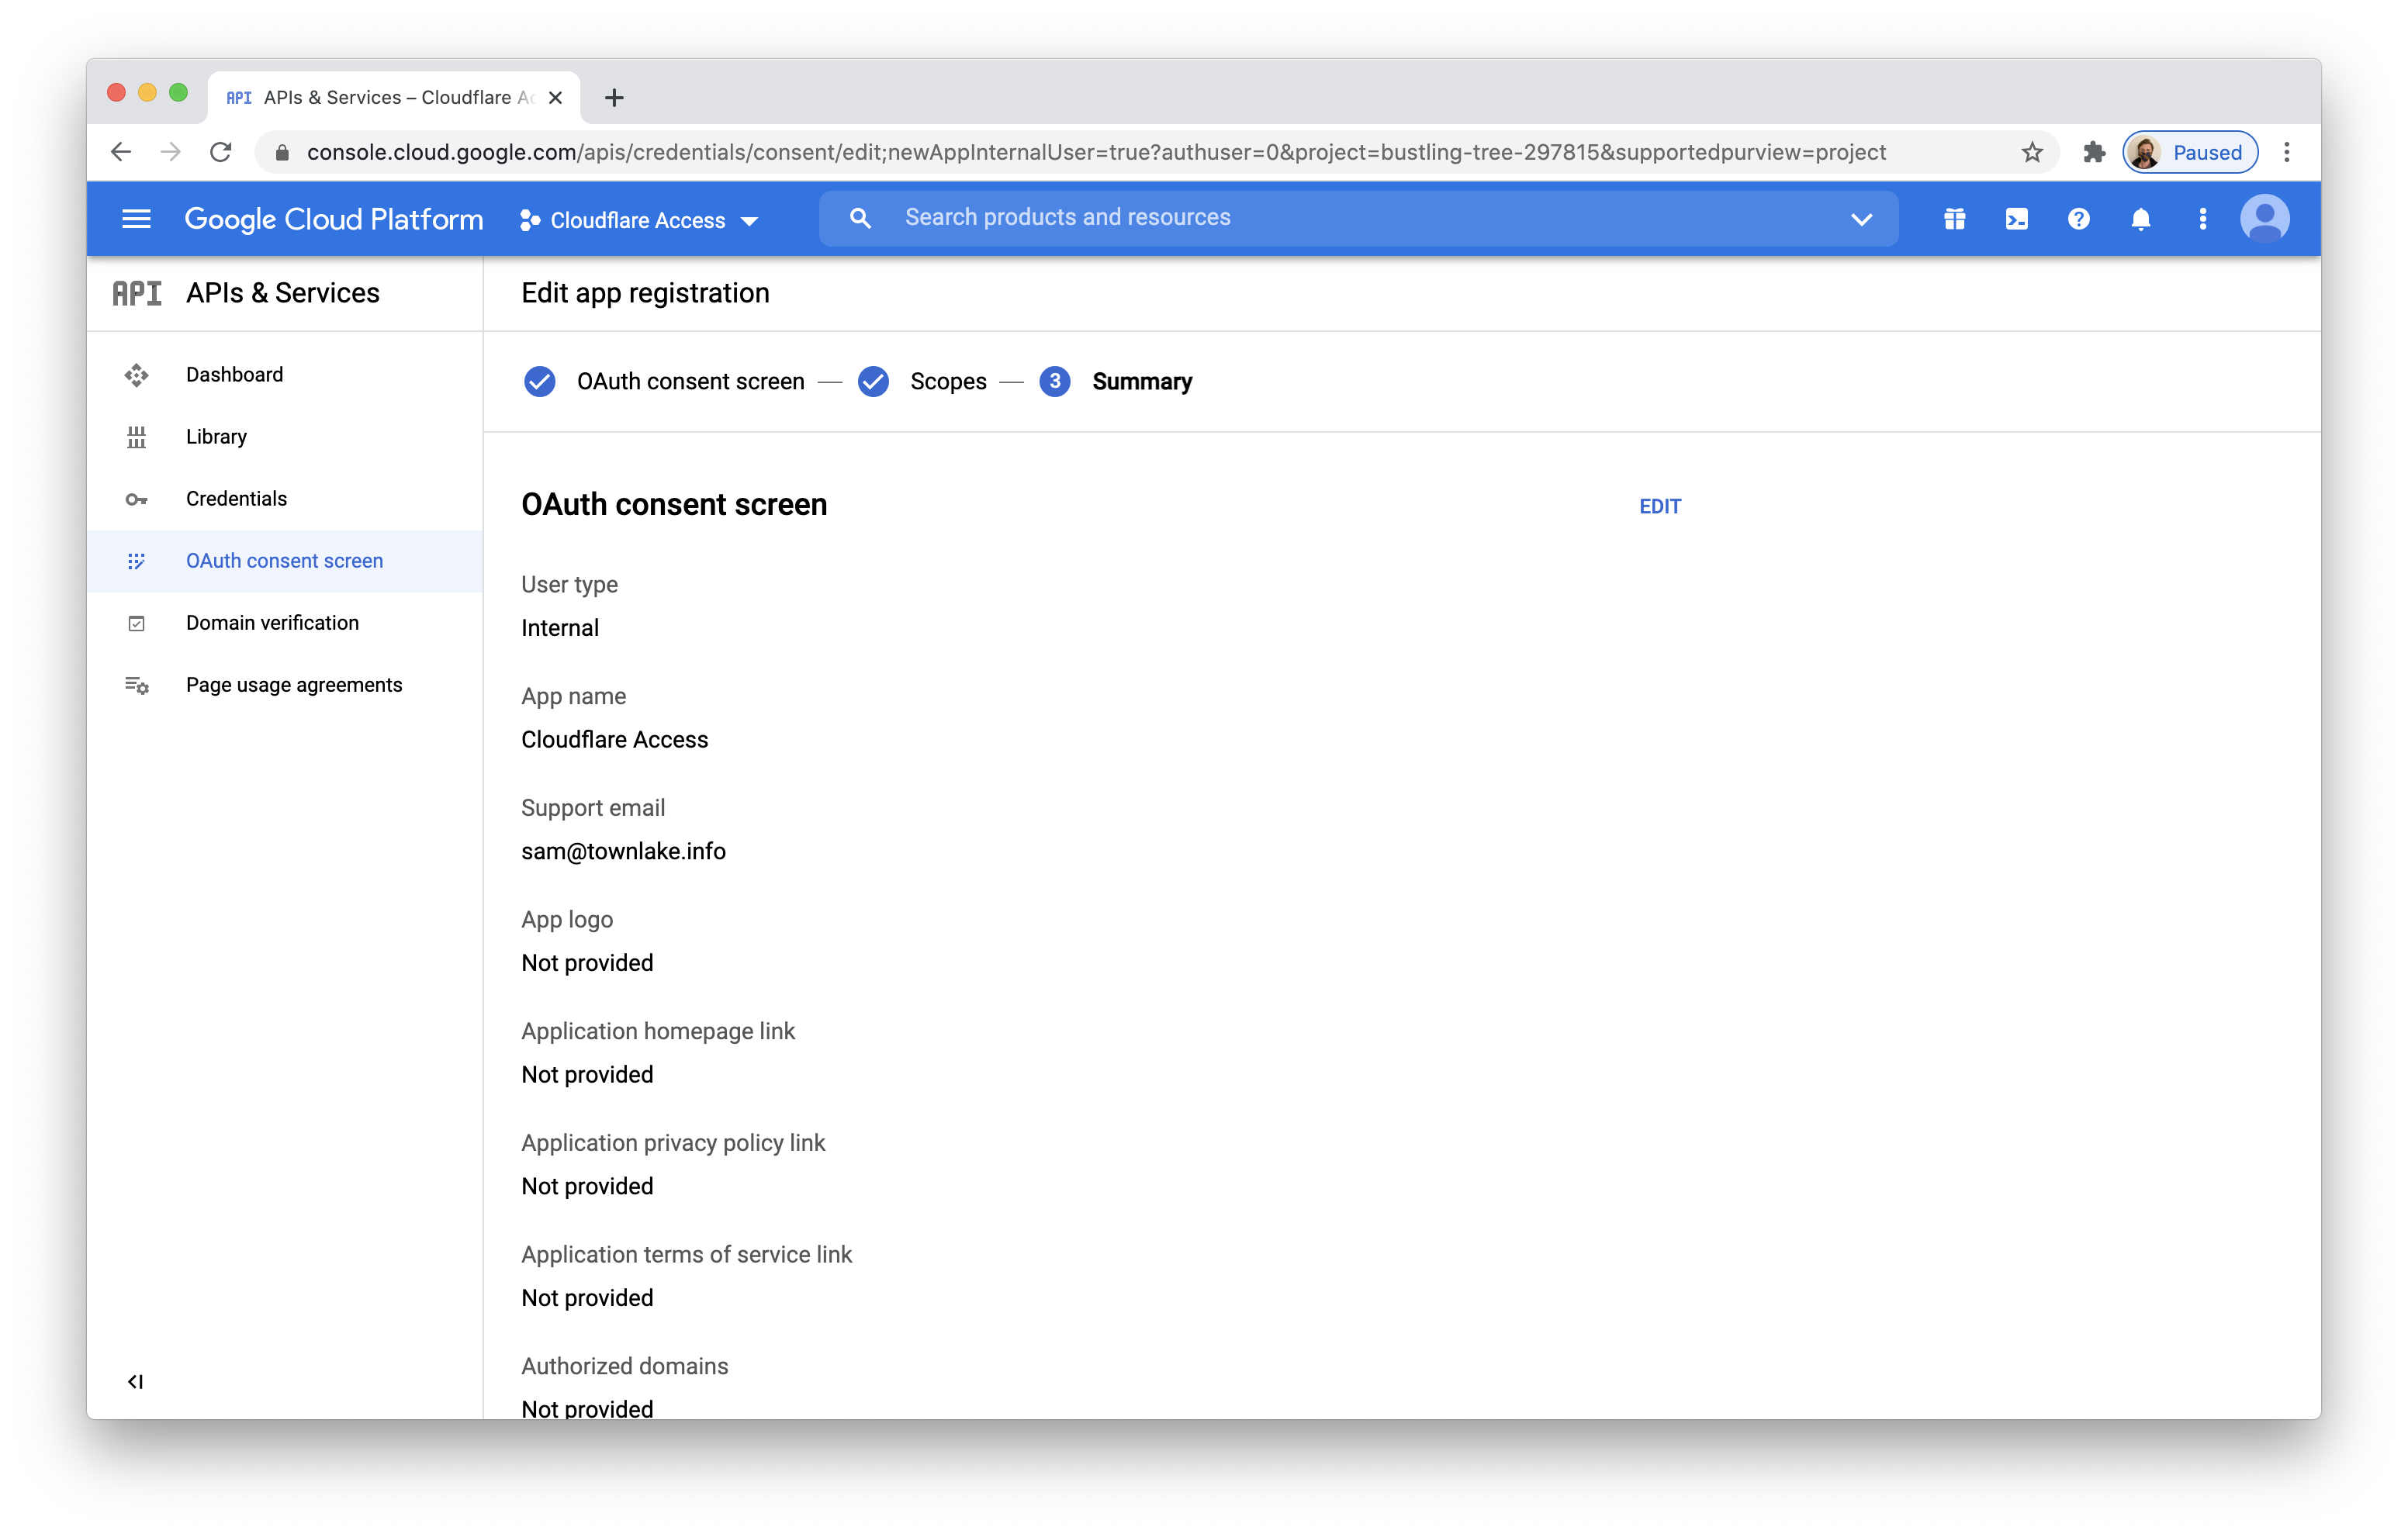 API APIs & Services – Cloudflare Ac
console.cloud.google.com/apis/credentials/consent/edit;newAppInternalUser=true?authuser=0&project=bustling-tree-297815&supportedpurview=project
Paused
Google Cloud Platform
Cloudflare Access
Search products and resources
API APIs & Services
Edit app registration
Dashboard
Library
Credentials
OAuth consent screen
Domain verification
Page usage agreements
OAuth consent screen — Scopes — 3 Summary
OAuth consent screen
EDIT
User type
Internal
App name
Cloudflare Access
Support email
sam@townlake.info
App logo
Not provided
Application homepage link
Not provided
Application privacy policy link
Not provided
Application terms of service link
Not provided
Authorized domains
Not provided